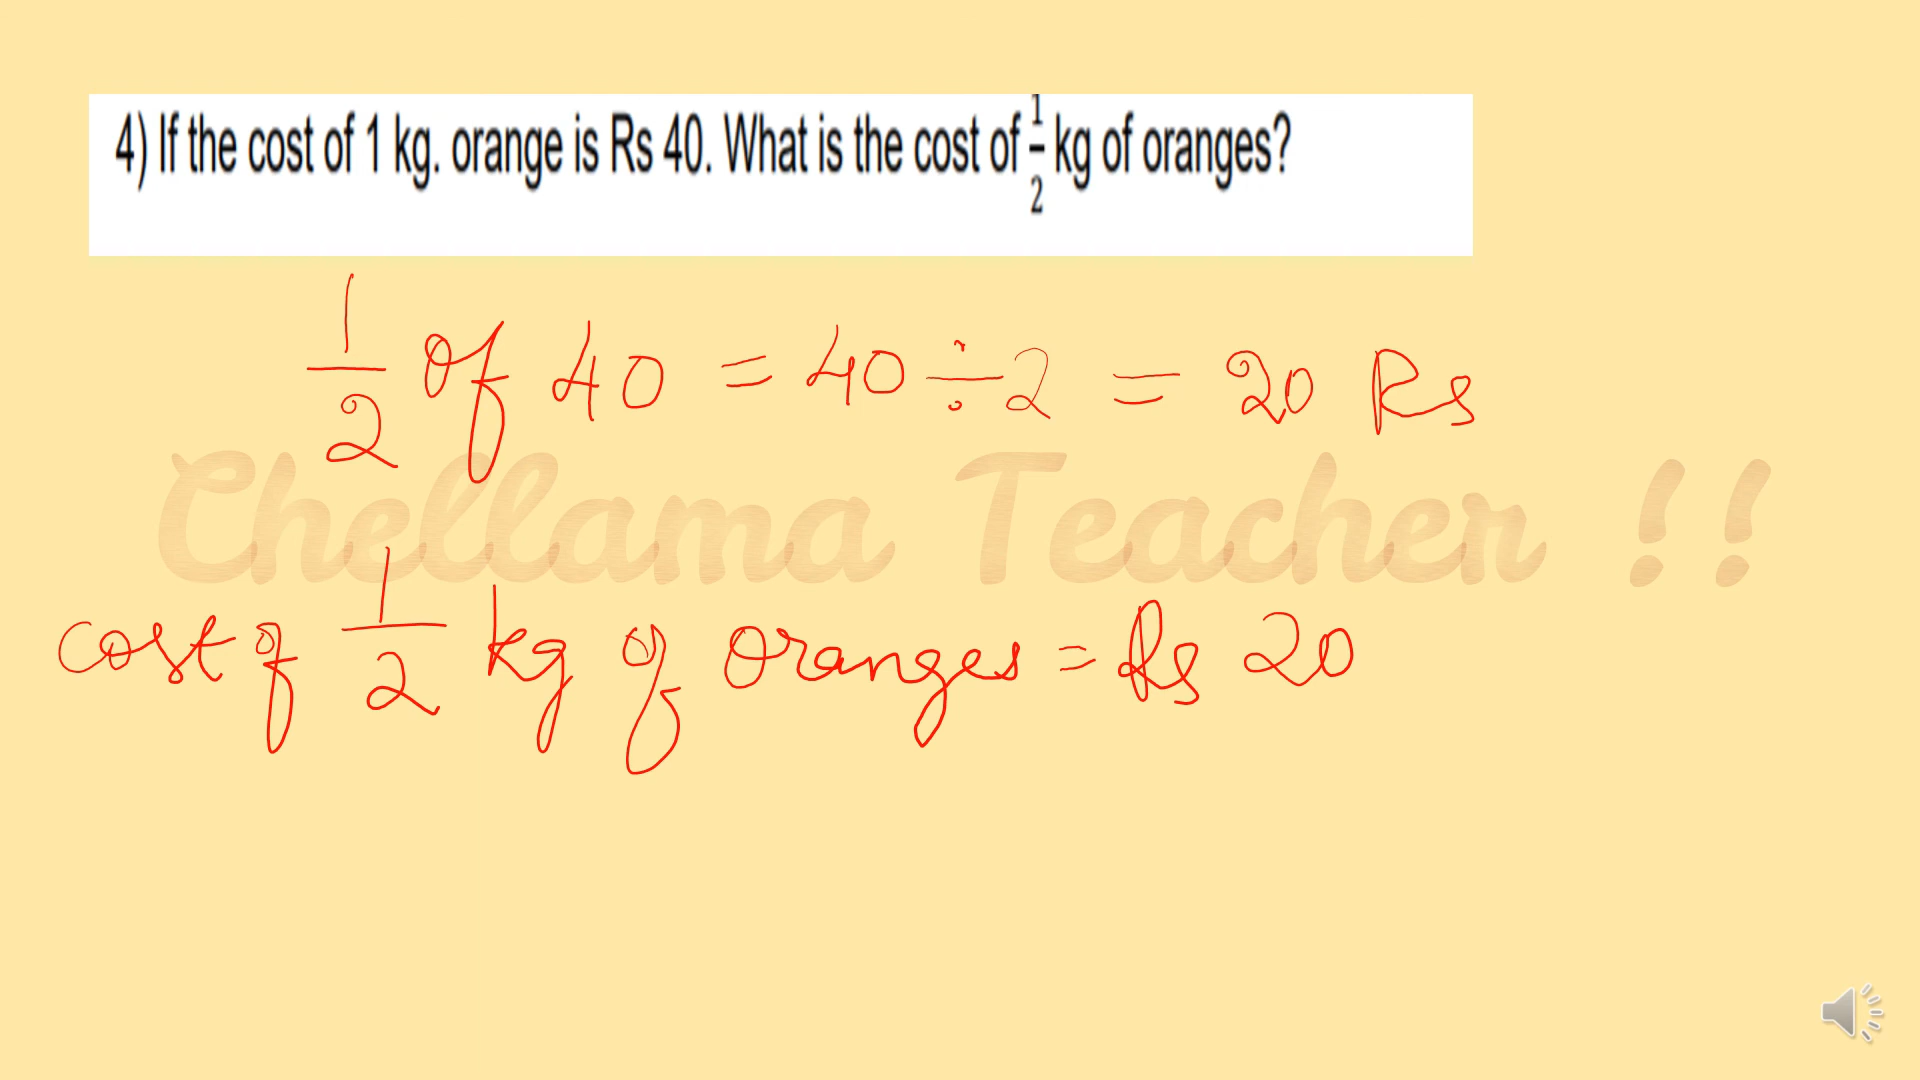 4) If the cost of 1 kg. orange is Rs 40. What is the cost of 1/2 kg of oranges?
1/2 of 40 = 40 ÷ 2 = 20 Rs
Chellama Teacher !!
cost of 1/2 kg of oranges = Rs 20